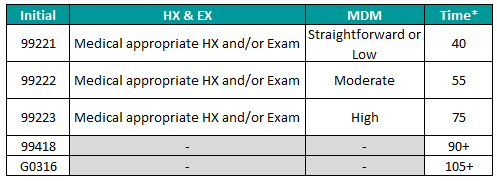 Initial HX & EX MDM Time*
99221 Medical appropriate HX and/or Exam Straightforward or Low 40
99222 Medical appropriate HX and/or Exam Moderate 55
99223 Medical appropriate HX and/or Exam High 75
99418 - - 90+
G0316 - - 105+